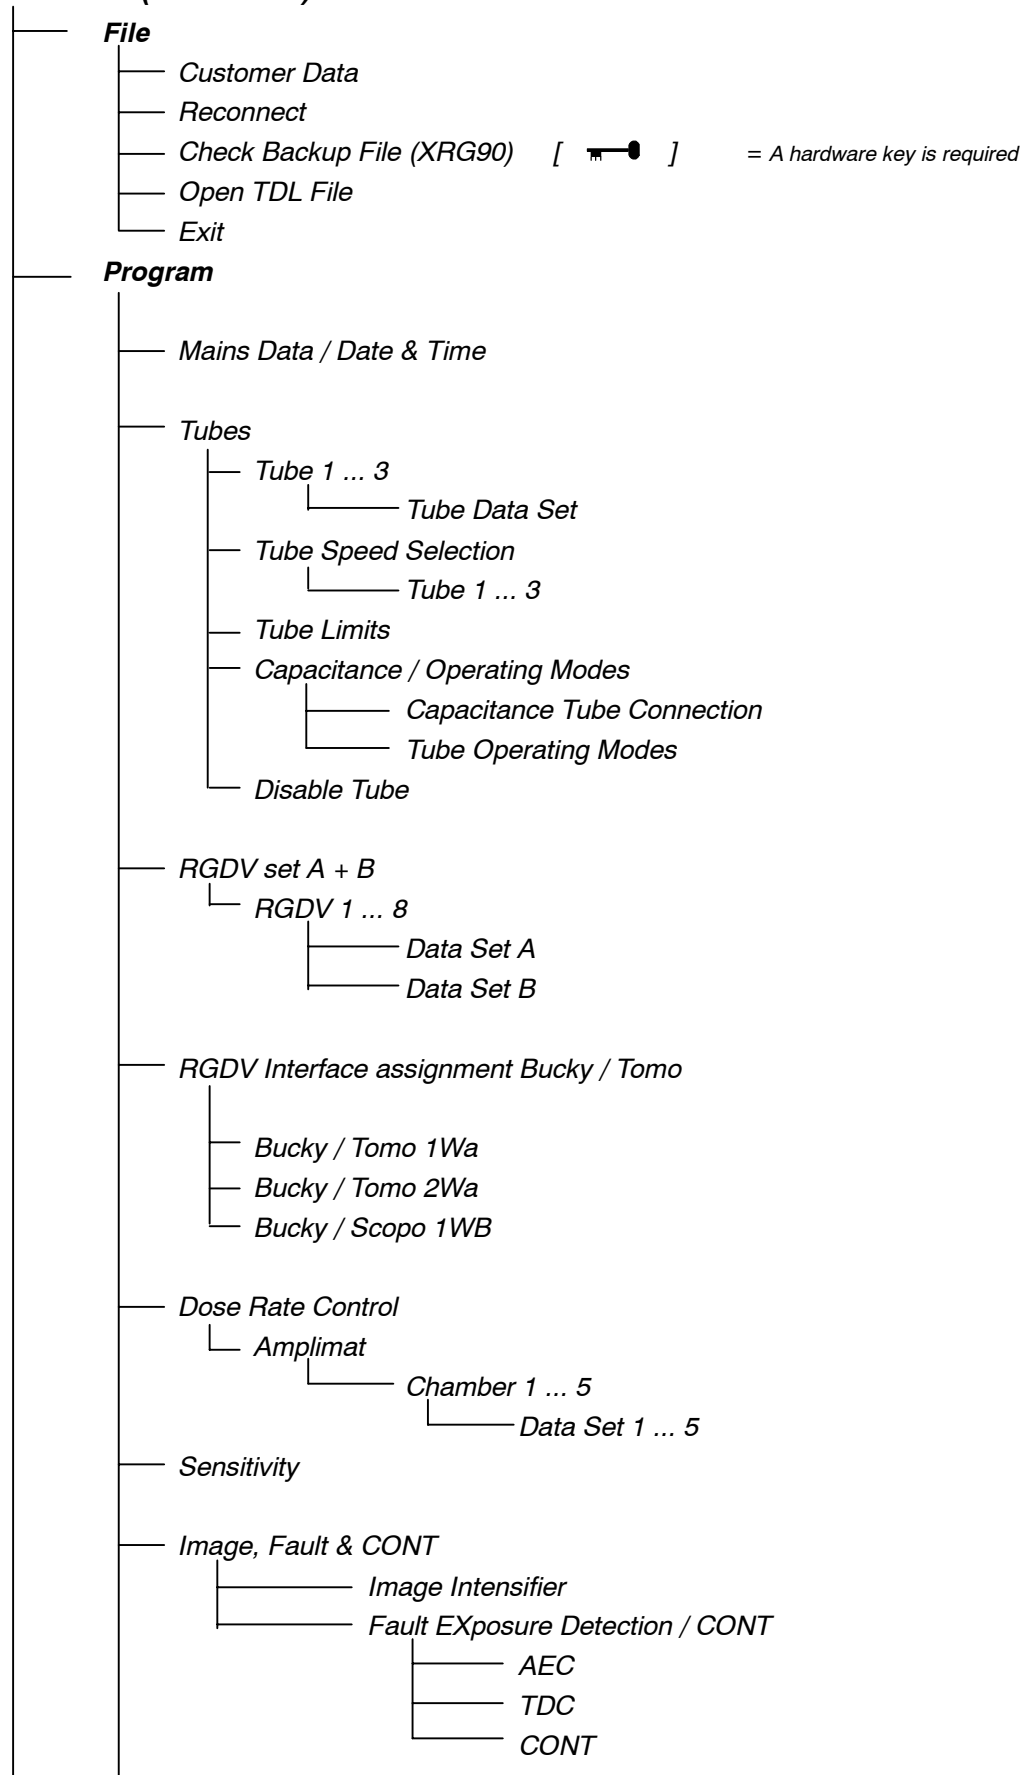 File
Customer Data
Reconnect
Check Backup File (XRG90) [ ] = A hardware key is required
Open TDL File
Exit
Program
Mains Data / Date & Time
Tubes
Tube 1 ... 3
Tube Data Set
Tube Speed Selection
Tube 1 ... 3
Tube Limits
Capacitance / Operating Modes
Capacitance Tube Connection
Tube Operating Modes
Disable Tube
RGDV set A + B
RGDV 1 ... 8
Data Set A
Data Set B
RGDV Interface assignment Bucky / Tomo
Bucky / Tomo 1Wa
Bucky / Tomo 2Wa
Bucky / Scopo 1WB
Dose Rate Control
Amplimat
Chamber 1 ... 5
Data Set 1 ... 5
Sensitivity
Image, Fault & CONT
Image Intensifier
Fault EXposure Detection / CONT
AEC
TDC
CONT